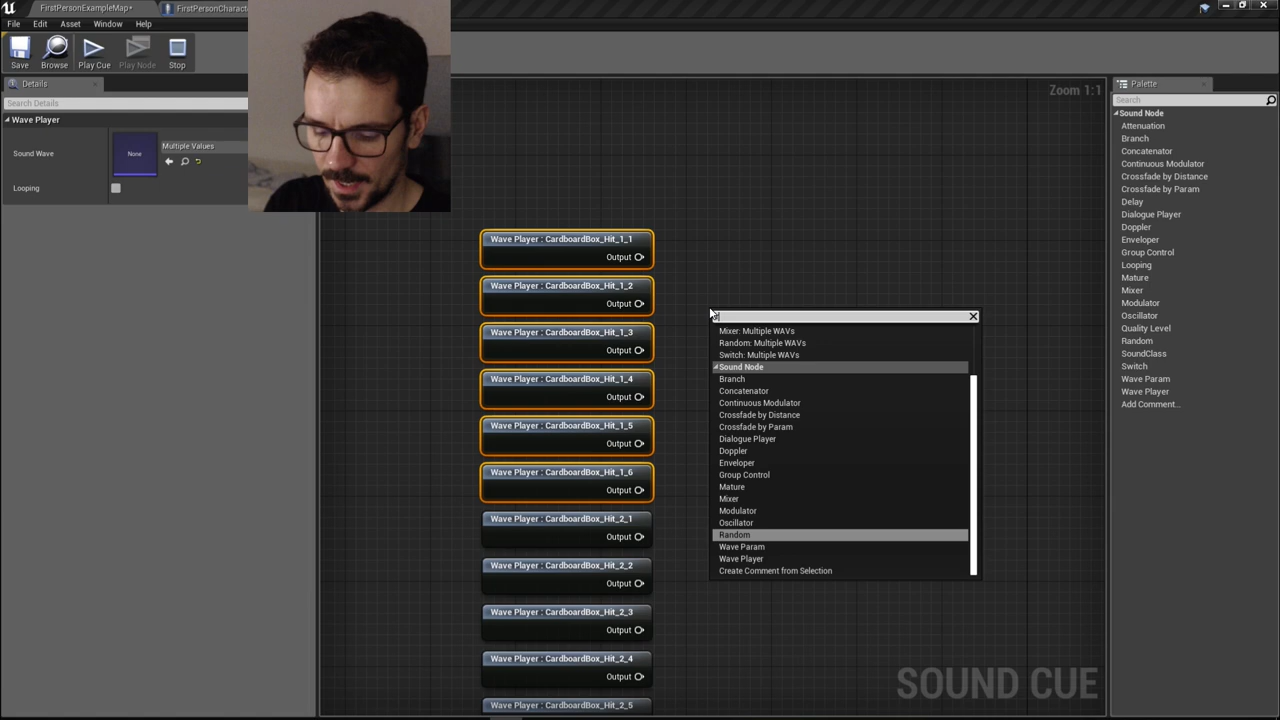 FirstPersonExampleMap*
FirstPersonCharact
File Edit Asset Window Help
Save Browse Play Cue Play Node Stop
Details
Search Details
Wave Player
Sound Wave
None
Multiple Values
Looping
Zoom 1:1
Wave Player : CardboardBox_Hit_1_1
Output
Wave Player : CardboardBox_Hit_1_2
Output
Wave Player : CardboardBox_Hit_1_3
Output
Wave Player : CardboardBox_Hit_1_4
Output
Wave Player : CardboardBox_Hit_1_5
Output
Wave Player : CardboardBox_Hit_1_6
Output
Wave Player : CardboardBox_Hit_2_1
Output
Wave Player : CardboardBox_Hit_2_2
Output
Wave Player : CardboardBox_Hit_2_3
Output
Wave Player : CardboardBox_Hit_2_4
Output
Wave Player : CardboardBox_Hit_2_5
Mixer: Multiple WAVs
Random: Multiple WAVs
Switch: Multiple WAVs
Sound Node
Branch
Concatenator
Continuous Modulator
Crossfade by Distance
Crossfade by Param
Dialogue Player
Doppler
Enveloper
Group Control
Mature
Mixer
Modulator
Oscillator
Random
Wave Param
Wave Player
Create Comment from Selection
SOUND CUE
Palette
Search
Sound Node
Attenuation
Branch
Concatenator
Continuous Modulator
Crossfade by Distance
Crossfade by Param
Delay
Dialogue Player
Doppler
Enveloper
Group Control
Looping
Mature
Mixer
Modulator
Oscillator
Quality Level
Random
SoundClass
Switch
Wave Param
Wave Player
Add Comment...